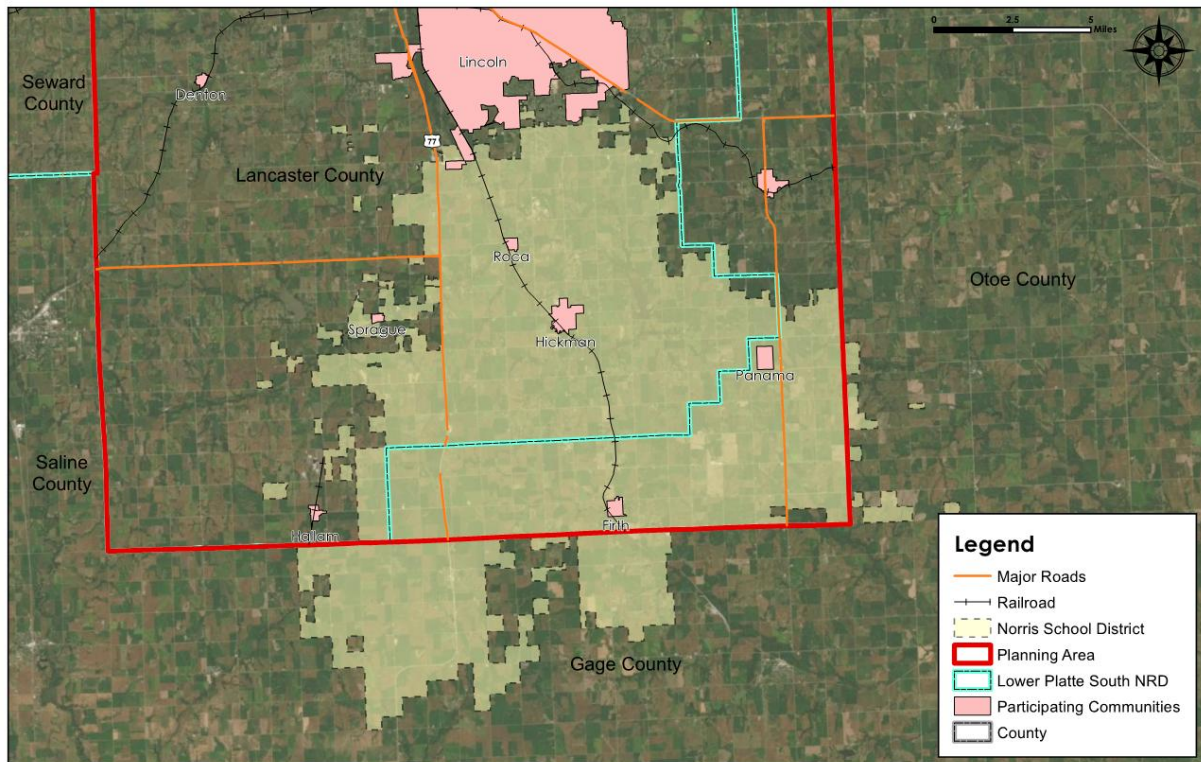 0 2.5 5
Miles
Seward
County
Denton
Lincoln
77
Lancaster County
Roca
Otoe County
Sprague
Hickman
Panama
Saline
County
Hallam
Firth
Gage County
Legend
Major Roads
Railroad
Norris School District
Planning Area
Lower Platte South NRD
Participating Communities
County